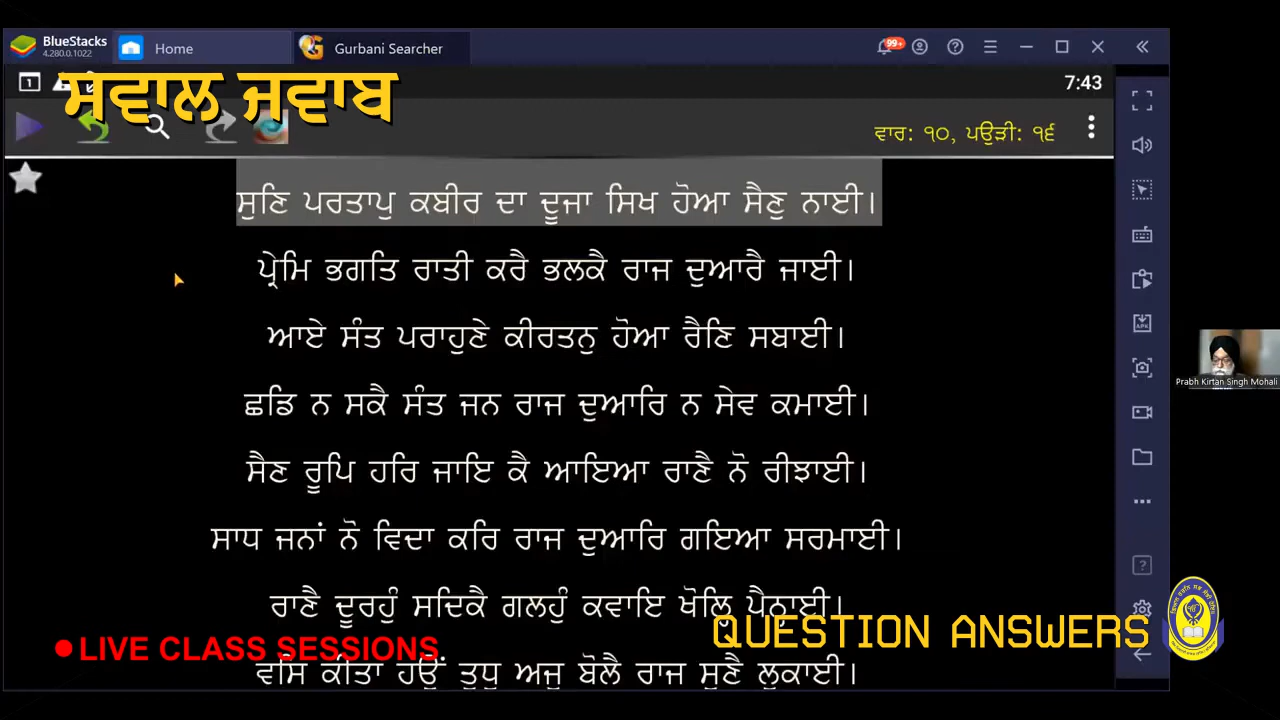 BlueStacks
4.280.0.1022
Home
Gurbani Searcher
99+
7:43
ਸਵਾਲ ਜਵਾਬ
ਵਾਰ: ੧੦, ਪਉੜੀ: ੧੬
ਸੁਣਿ ਪਰਤਾਪੁ ਕਬੀਰ ਦਾ ਦੂਜਾ ਸਿਖ ਹੋਆ ਸੈਣੁ ਨਾਈ।
ਪ੍ਰੇਮਿ ਭਗਤਿ ਰਾਤੀ ਕਰੈ ਭਲਕੈ ਰਾਜ ਦੁਆਰੈ ਜਾਈ।
ਆਏ ਸੰਤ ਪਰਾਹੁਣੇ ਕੀਰਤਨੁ ਹੋਆ ਰੈਣਿ ਸਬਾਈ।
ਛਡਿ ਨ ਸਕੈ ਸੰਤ ਜਨ ਰਾਜ ਦੁਆਰਿ ਨ ਸੇਵ ਕਮਾਈ।
ਸੈਣ ਰੂਪਿ ਹਰਿ ਜਾਇ ਕੈ ਆਇਆ ਰਾਣੈ ਨੋ ਰੀਝਾਈ।
ਸਾਧ ਜਨਾਂ ਨੋ ਵਿਦਾ ਕਰਿ ਰਾਜ ਦੁਆਰਿ ਗਇਆ ਸਰਮਾਈ।
ਰਾਣੈ ਦੂਰਹੁੰ ਸਦਿਕੈ ਗਲਹੁੰ ਕਵਾਇ ਖੋਲਿ ਪੈਨ੍ਹਾਈ।
ਵਸਿ ਕੀਤਾ ਹਉਂ ਤੁਧੁ ਅਜੁ ਬੋਲੈ ਰਾਜ ਸੁਣੈ ਲੁਕਾਈ।
LIVE CLASS SESSIONS.
QUESTION ANSWERS
Prabh Kirtan Singh Mohali